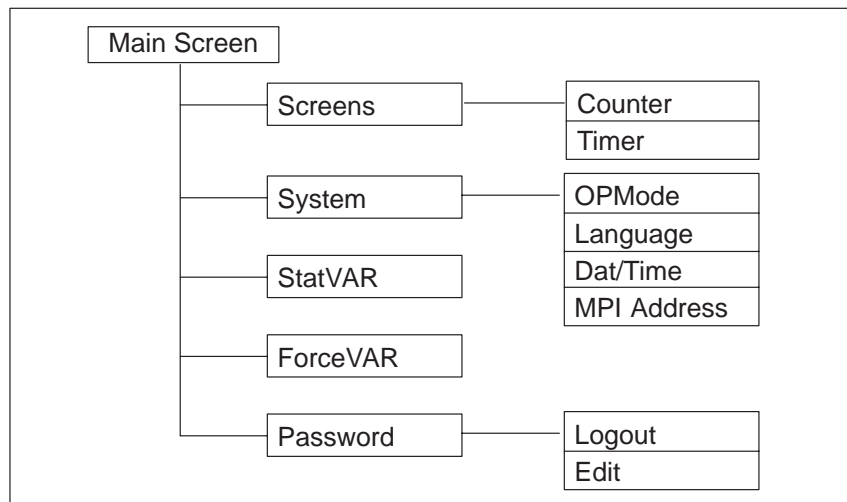 Main Screen
Screens
Counter
Timer
System
OPMode
Language
Dat/Time
MPI Address
StatVAR
ForceVAR
Password
Logout
Edit